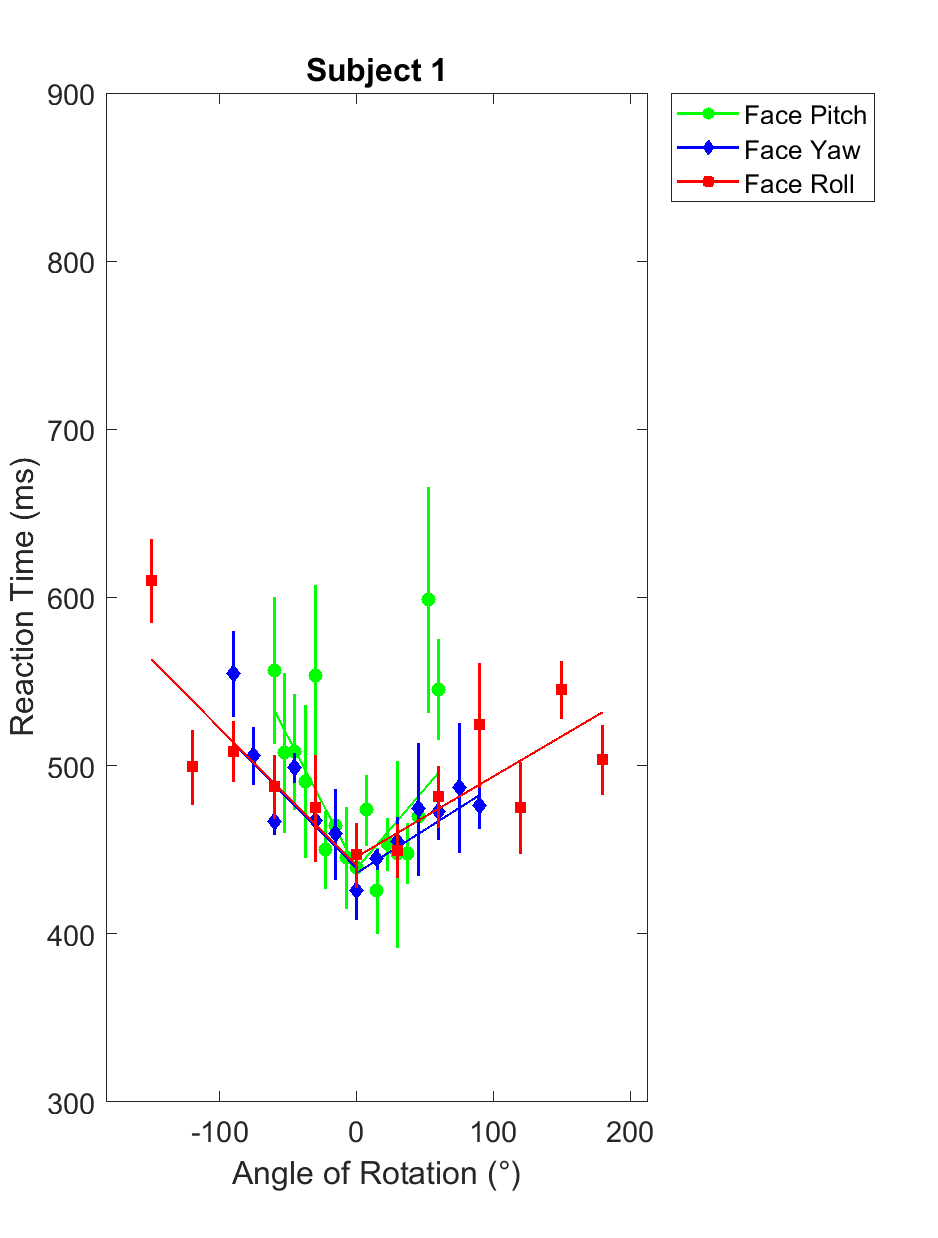 Subject 1
900
800
700
600
500
400
300
Reaction Time (ms)
-100
0
100
200
Angle of Rotation (°)
Face Pitch
Face Yaw
Face Roll